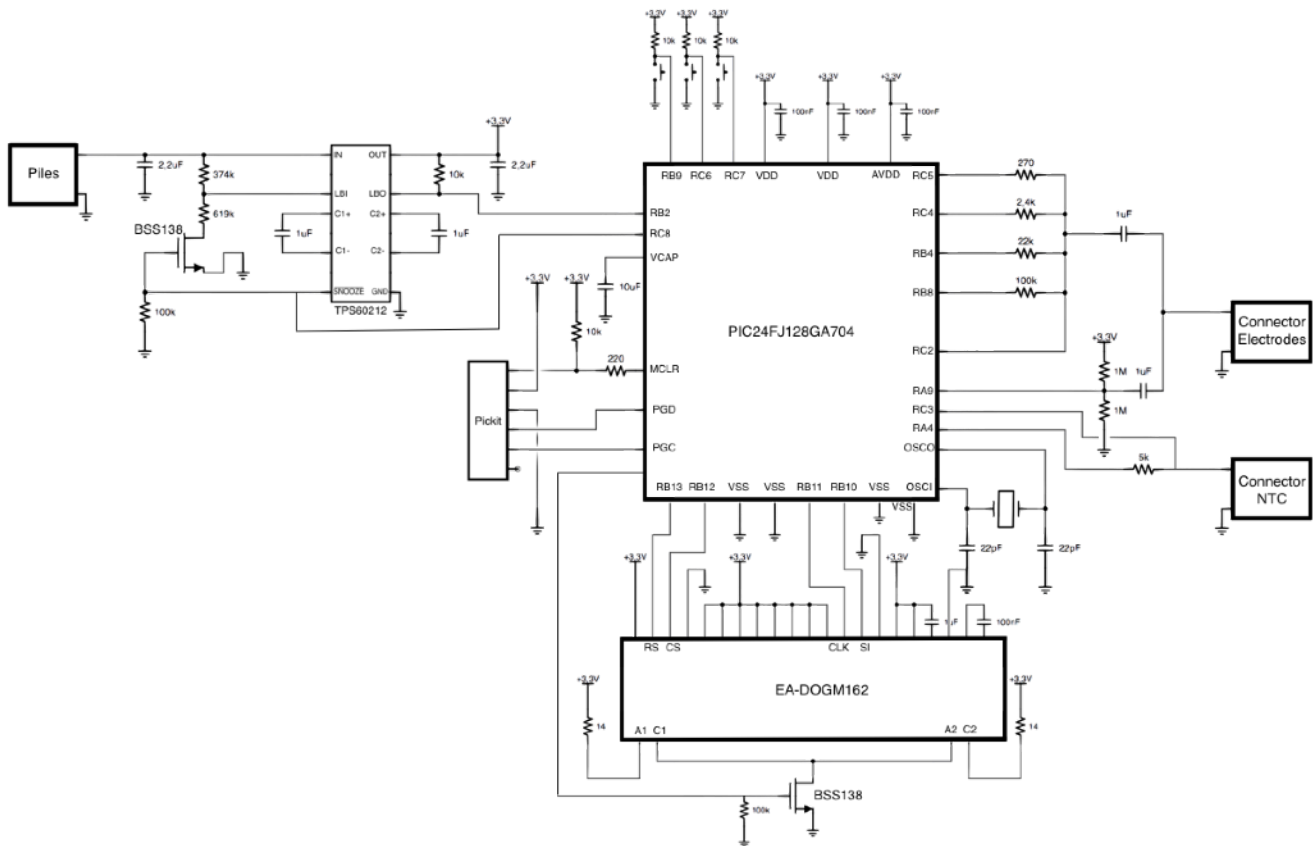 +3,3V +3,3V +3,3V
10k 10k 10k
+3,3V +3,3V +3,3V
100nF 100nF 100nF
+3,3V
Piles
2,2uF
374k
619k
BSS138
100k
IN OUT
LBI LBO
C1+ C2+
C1- C2-
SNOOZE GND
TPS60212
1uF
1uF
10k
2,2uF
RB9 RC6 RC7 VDD VDD AVDD
RB2
RC8
VCAP
10uF
+3,3V +3,3V
10k
220
MCLR
PGD
PGC
Pickit
PIC24FJ128GA704
RC5
RC4
RB4
RB8
RC2
RA9
RC3
RA4
OSCO
OSCI
270
2,4k
22k
100k
1uF
+3,3V
1M
1uF
1M
5k
Connector
Electrodes
Connector
NTC
RB13 RB12 VSS VSS RB11 RB10 VSS
VSS
22pF 22pF
+3,3V +3,3V +3,3V
1uF 100nF
RS CS CLK SI
EA-DOGM162
A1 C1 A2 C2
+3,3V
14
+3,3V
14
100k
BSS138